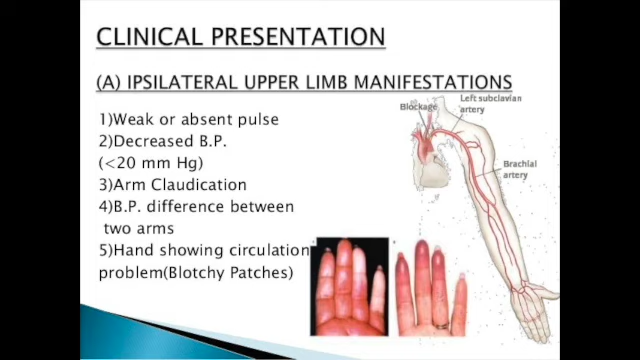 CLINICAL PRESENTATION
(A) IPSILATERAL UPPER LIMB MANIFESTATIONS
1)Weak or absent pulse
2)Decreased B.P.
(<20 mm Hg)
3)Arm Claudication
4)B.P. difference between
two arms
5)Hand showing circulation
problem(Blotchy Patches)
Blockage
Left subclavian
artery
Brachial
artery